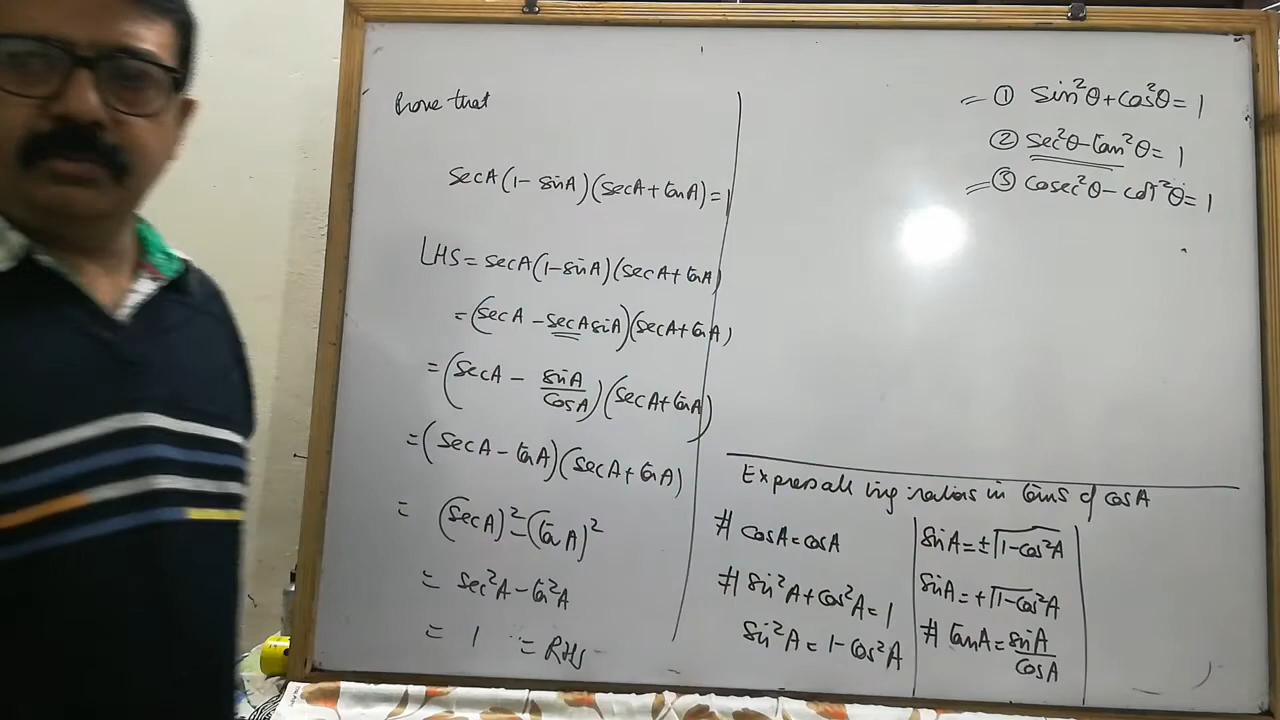 Prove that
secA(1-sinA)(secA+tanA)=1
LHS=secA(1-sinA)(secA+tanA)
=(secA-secAsinA)(secA+tanA)
=(secA-sinA/cosA)(secA+tanA)
=(secA-tanA)(secA+tanA)
= (secA)²-(tanA)²
= sec²A-tan²A
= 1 = RHS
= ① sin²θ+cos²θ=1
② sec²θ-tan²θ=1
= ③ cosec²θ-cot²θ=1
Express all trig ratios in terms of cosA
# cosA=cosA
# sin²A+cos²A=1
sin²A=1-cos²A
sinA=±√1-cos²A
sinA=+√1-cos²A
# tanA=sinA/cosA